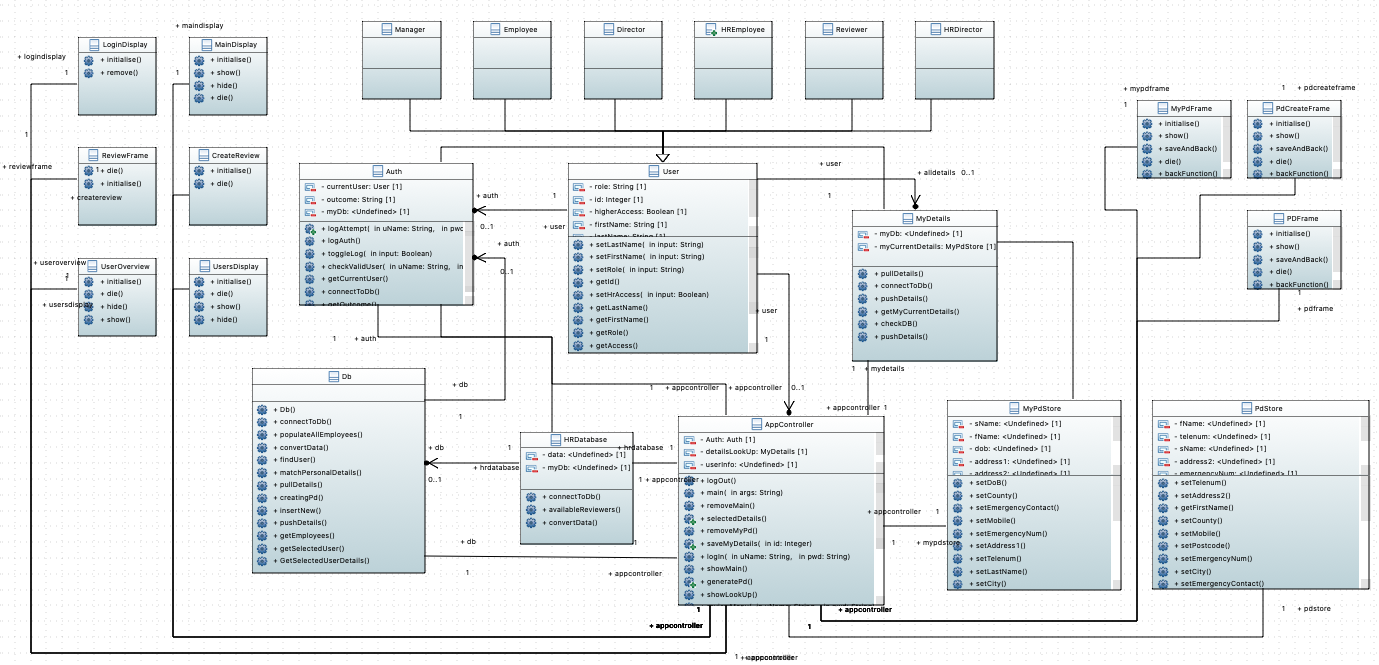 + maindisplay
Manager
Employee
Director
HREmployee
Reviewer
HRDirector
LoginDisplay
+ initialise()
+ remove()
MainDisplay
+ initialise()
+ show()
+ hide()
+ die()
+ logindisplay
1
1
1
+ mypdframe
1
1
+ pdcreateframe
MyPdFrame
+ initialise()
+ show()
+ saveAndBack()
+ die()
+ backFunction()
PdCreateFrame
+ initialise()
+ show()
+ saveAndBack()
+ die()
+ backFunction()
ReviewFrame
+ die()
+ initialise()
1
+ reviewframe
+ createreview
CreateReview
+ initialise()
+ die()
Auth
- currentUser: User [1]
- outcome: String [1]
- myDb: <Undefined> [1]
+ logAttempt( in uName: String, in pwd
+ logAuth()
+ toggleLog( in input: Boolean)
+ checkValidUser( in uName: String, in
+ getCurrentUser()
+ connectToDb()
+ getOutcome()
+ auth
0..1
1
+ user
+ auth
0..1
User
- role: String [1]
- id: Integer [1]
- higherAccess: Boolean [1]
- firstName: String [1]
- lastName: String [1]
+ setLastName( in input: String)
+ setFirstName( in input: String)
+ setRole( in input: String)
+ getId()
+ setHrAccess( in input: Boolean)
+ getLastName()
+ getFirstName()
+ getRole()
+ getAccess()
+ user
1
+ alldetails 0..1
MyDetails
- myDb: <Undefined> [1]
- myCurrentDetails: MyPdStore [1]
+ pullDetails()
+ connectToDb()
+ pushDetails()
+ getMyCurrentDetails()
+ checkDB()
+ pushDetails()
PDFrame
+ initialise()
+ show()
+ saveAndBack()
+ die()
+ backFunction()
1
+ pdframe
+ useroverview
1
+ usersdisplay
UserOverview
+ initialise()
+ die()
+ hide()
+ show()
UsersDisplay
+ initialise()
+ die()
+ show()
+ hide()
1
+ auth
+ user
1
0..1
1
+ mydetails
Db
+ Db()
+ connectToDb()
+ populateAllEmployees()
+ convertData()
+ findUser()
+ matchPersonalDetails()
+ pullDetails()
+ creatingPd()
+ insertNew()
+ pushDetails()
+ getEmployees()
+ getSelectedUser()
+ GetSelectedUserDetails()
+ db
1
+ db
0..1
1
+ hrdatabase
+ db
1
1
+ appcontroller
+ appcontroller
+ appcontroller
1
HRDatabase
- data: <Undefined> [1]
- myDb: <Undefined> [1]
+ connectToDb()
+ availableReviewers()
+ convertData()
+ hrdatabase
1
1
+ appcontroller
1
+ appcontroller
AppController
- Auth: Auth [1]
- detailsLookUp: MyDetails [1]
- userInfo: <Undefined> [1]
+ logOut()
+ main( in args: String)
+ removeMain()
+ selectedDetails()
+ removeMyPd()
+ saveMyDetails( in id: Integer)
+ login( in uName: String, in pwd: String)
+ showMain()
+ generatePd()
+ showLookUp()
+ appcontroller
1
1
+ mypdstore
MyPdStore
- sName: <Undefined> [1]
- fName: <Undefined> [1]
- dob: <Undefined> [1]
- address1: <Undefined> [1]
- address2: <Undefined> [1]
+ setDoB()
+ setCounty()
+ setEmergencyContact()
+ setMobile()
+ setEmergencyNum()
+ setAddress1()
+ setTelenum()
+ setLastName()
+ setCity()
PdStore
- fName: <Undefined> [1]
- telenum: <Undefined> [1]
- sName: <Undefined> [1]
- address2: <Undefined> [1]
- emergencyNum: <Undefined> [1]
+ setTelenum()
+ setAddress2()
+ getFirstName()
+ setCounty()
+ setMobile()
+ setPostcode()
+ setEmergencyNum()
+ setCity()
+ setEmergencyContact()
1
+ pdstore
1
+ appcontroller
+ appcontroller
1
1
+ appcontroller